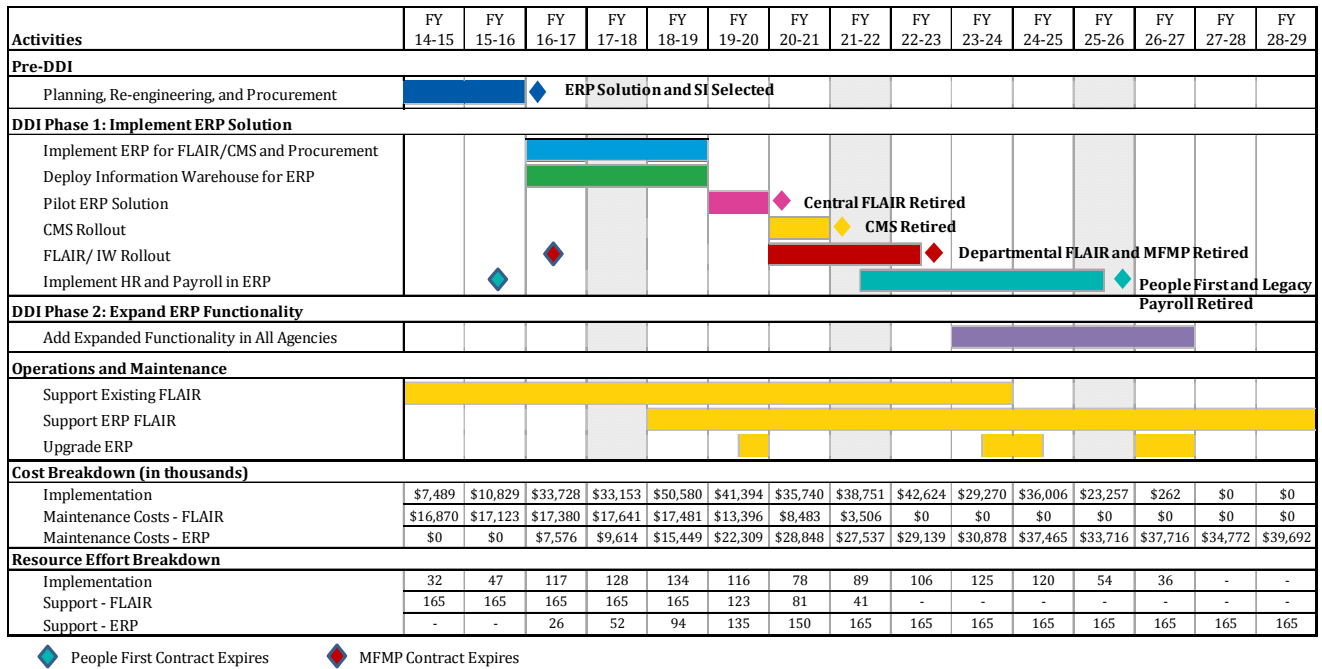 FY FY FY FY FY FY FY FY FY FY FY FY FY FY FY
Activities 14-15 15-16 16-17 17-18 18-19 19-20 20-21 21-22 22-23 23-24 24-25 25-26 26-27 27-28 28-29
Pre-DDI
Planning, Re-engineering, and Procurement ERP Solution and SI Selected
DDI Phase 1: Implement ERP Solution
Implement ERP for FLAIR/CMS and Procurement
Deploy Information Warehouse for ERP
Pilot ERP Solution Central FLAIR Retired
CMS Rollout CMS Retired
FLAIR/ IW Rollout Departmental FLAIR and MFMP Retired
Implement HR and Payroll in ERP People First and Legacy
Payroll Retired
DDI Phase 2: Expand ERP Functionality
Add Expanded Functionality in All Agencies
Operations and Maintenance
Support Existing FLAIR
Support ERP FLAIR
Upgrade ERP
Cost Breakdown (in thousands)
Implementation $7,489 $10,829 $33,728 $33,153 $50,580 $41,394 $35,740 $38,751 $42,624 $29,270 $36,006 $23,257 $262 $0 $0
Maintenance Costs - FLAIR $16,870 $17,123 $17,380 $17,641 $17,481 $13,396 $8,483 $3,506 $0 $0 $0 $0 $0 $0 $0
Maintenance Costs - ERP $0 $0 $7,576 $9,614 $15,449 $22,309 $28,848 $27,537 $29,139 $30,878 $37,465 $33,716 $37,716 $34,772 $39,692
Resource Effort Breakdown
Implementation 32 47 117 128 134 116 78 89 106 125 120 54 36 - -
Support - FLAIR 165 165 165 165 165 123 81 41 - - - - - - -
Support - ERP - - 26 52 94 135 150 165 165 165 165 165 165 165 165
People First Contract Expires MFMP Contract Expires